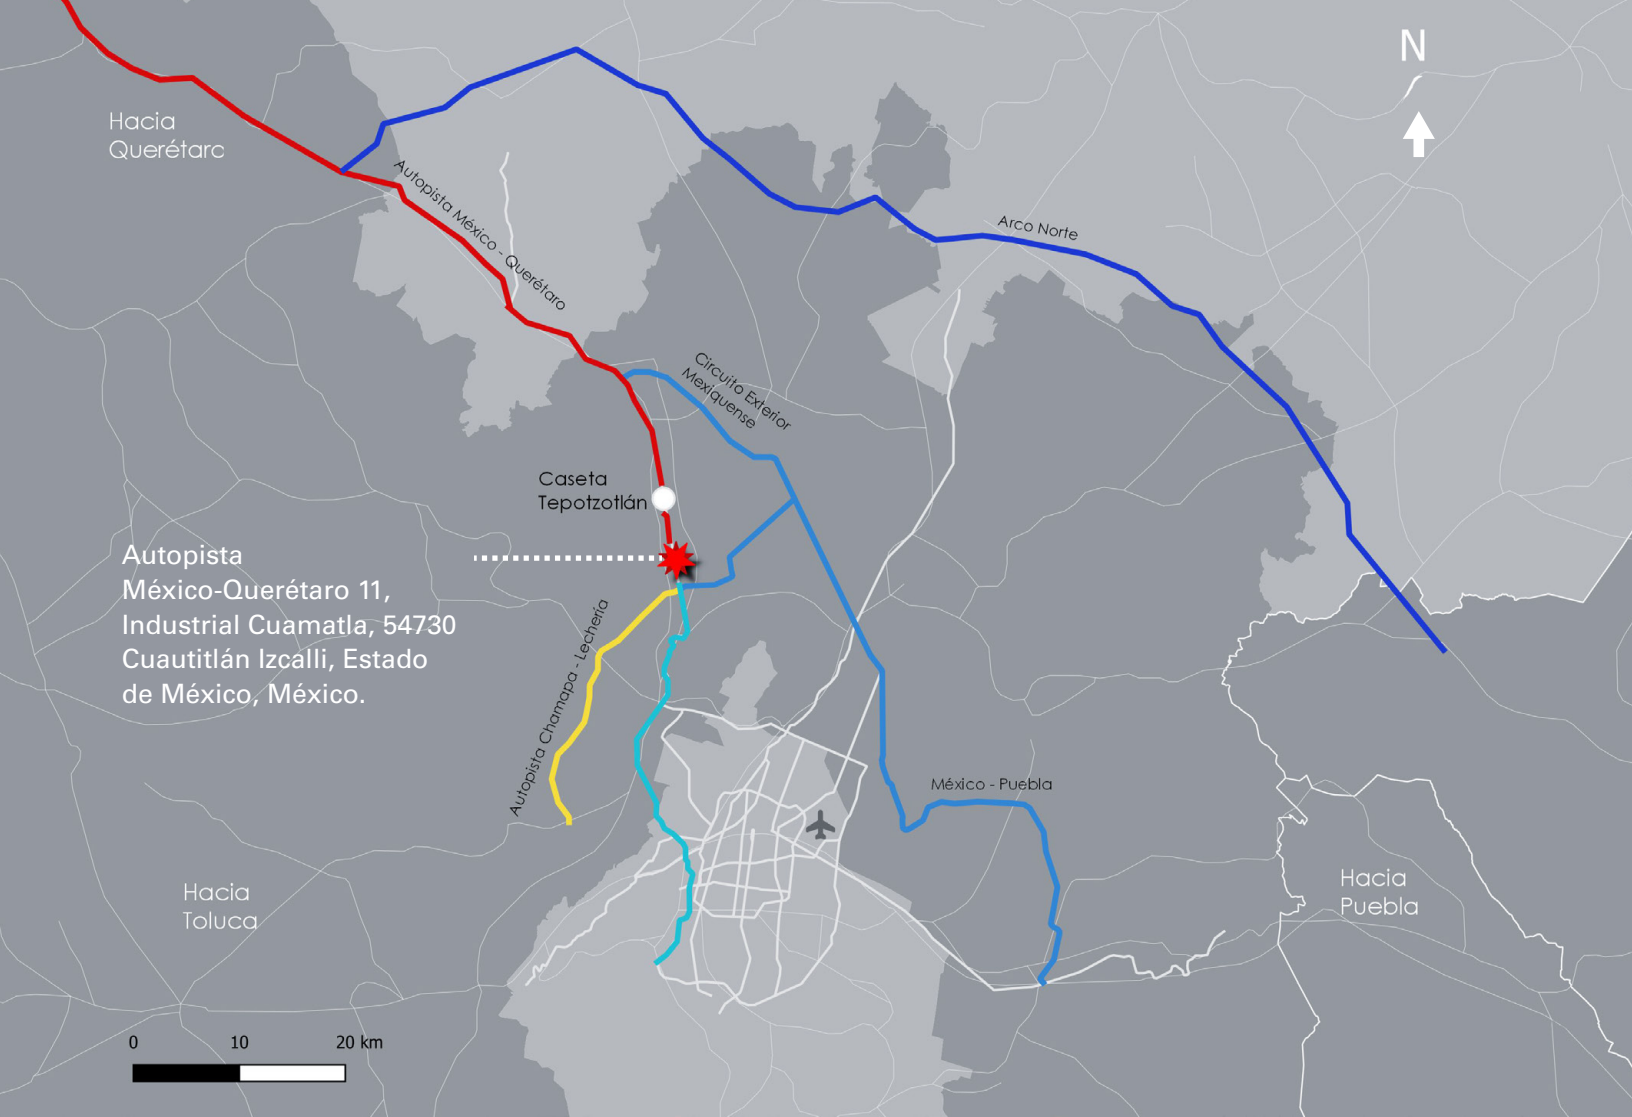 N
Hacia
Querétaro
Autopista México - Querétaro
Arco Norte
Circuito Exterior
Mexiquense
Caseta
Tepotzotlán
Autopista
México-Querétaro 11,
Industrial Cuamatla, 54730
Cuautitlán Izcalli, Estado
de México, México.
Autopista Chamapa - Lechería
México - Puebla
Hacia
Toluca
Hacia
Puebla
0 10 20 km